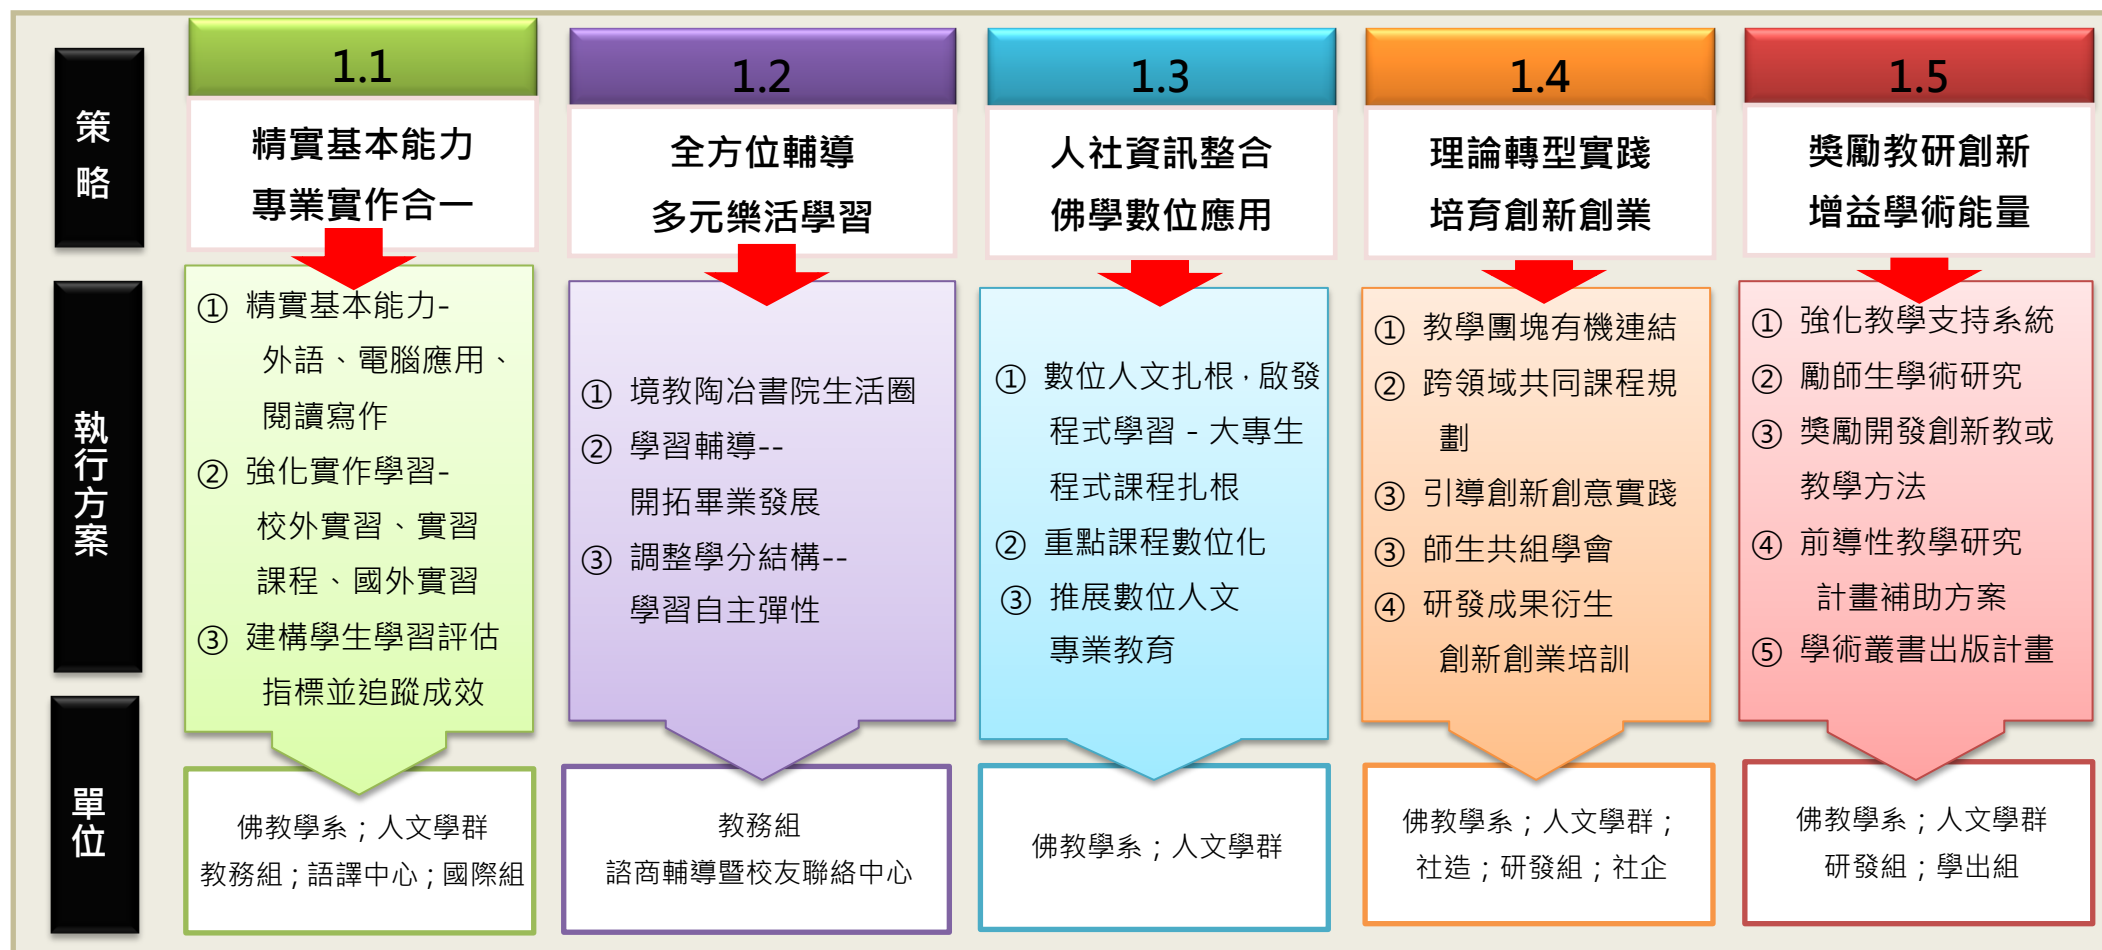 策略
1.1
精實基本能力
專業實作合一
1.2
全方位輔導
多元樂活學習
1.3
人社資訊整合
佛學數位應用
1.4
理論轉型實踐
培育創新創業
1.5
獎勵教研創新
增益學術能量
執行方案
① 精實基本能力-
外語、電腦應用、
閱讀寫作
② 強化實作學習-
校外實習、實習
課程、國外實習
③ 建構學生學習評估
指標並追蹤成效
① 境教陶冶書院生活圈
② 學習輔導--
開拓畢業發展
③ 調整學分結構--
學習自主彈性
① 數位人文扎根，啟發
程式學習 - 大專生
程式課程扎根
② 重點課程數位化
③ 推展數位人文
專業教育
① 教學團塊有機連結
② 跨領域共同課程規
劃
③ 引導創新創意實踐
③ 師生共組學會
④ 研發成果衍生
創新創業培訓
① 強化教學支持系統
② 勵師生學術研究
③ 獎勵開發創新教或
教學方法
④ 前導性教學研究
計畫補助方案
⑤ 學術叢書出版計畫
單位
佛教學系；人文學群
教務組；語譯中心；國際組
教務組
諮商輔導暨校友聯絡中心
佛教學系；人文學群
佛教學系；人文學群；
社造；研發組；社企
佛教學系；人文學群
研發組；學出組